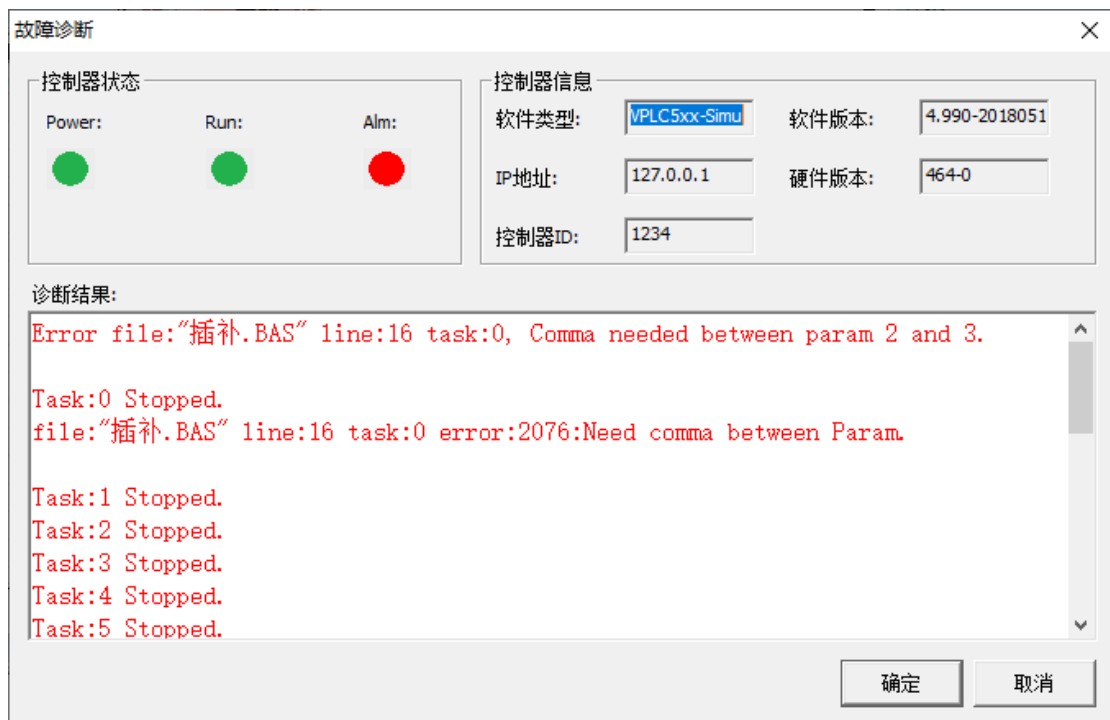 故障诊断
控制器状态
Power: Run: Alm:
控制器信息
软件类型: VPLC5xx-Simu 软件版本: 4.990-2018051
IP地址: 127.0.0.1 硬件版本: 464-0
控制器ID: 1234
诊断结果:
Error file:"插补.BAS" line:16 task:0, Comma needed between param 2 and 3.
Task:0 Stopped.
file:"插补.BAS" line:16 task:0 error:2076:Need comma between Param.
Task:1 Stopped.
Task:2 Stopped.
Task:3 Stopped.
Task:4 Stopped.
Task:5 Stopped.
确定 取消